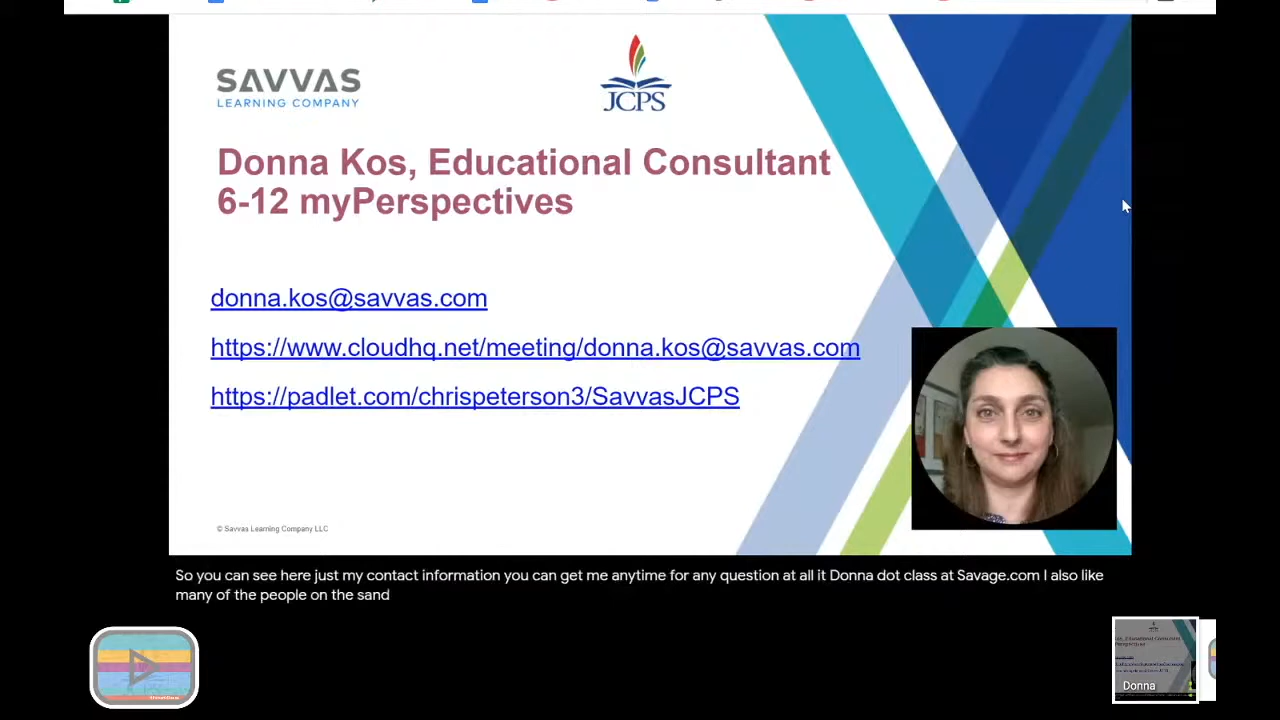 SAVVAS
LEARNING COMPANY
JCPS
Donna Kos, Educational Consultant
6-12 myPerspectives
donna.kos@savvas.com
https://www.cloudhq.net/meeting/donna.kos@savvas.com
https://padlet.com/chrispeterson3/SavvasJCPS
© Savvas Learning Company LLC
So you can see here just my contact information you can get me anytime for any question at all it Donna dot class at Savage.com I also like
many of the people on the sand
Donna